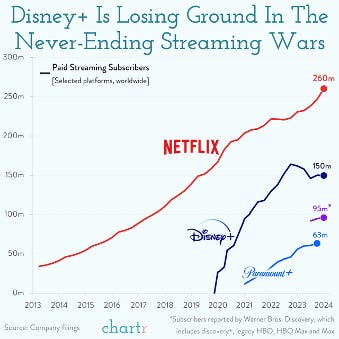 Disney+ Is Losing Ground In The
Never-Ending Streaming Wars
300m
Paid Streaming Subscribers
[Selected platforms, worldwide]
260m
250m
200m
NETFLIX
150m
150m
100m
95m*
Disney+
63m
50m
Paramount+
0m
2013 2014 2015 2016 2017 2018 2019 2020 2021 2022 2023 2024
Source: Company filings
chartr
*Subscribers reported by Warner Bros. Discovery, which
includes discovery+, legacy HBO, HBO Max and Max